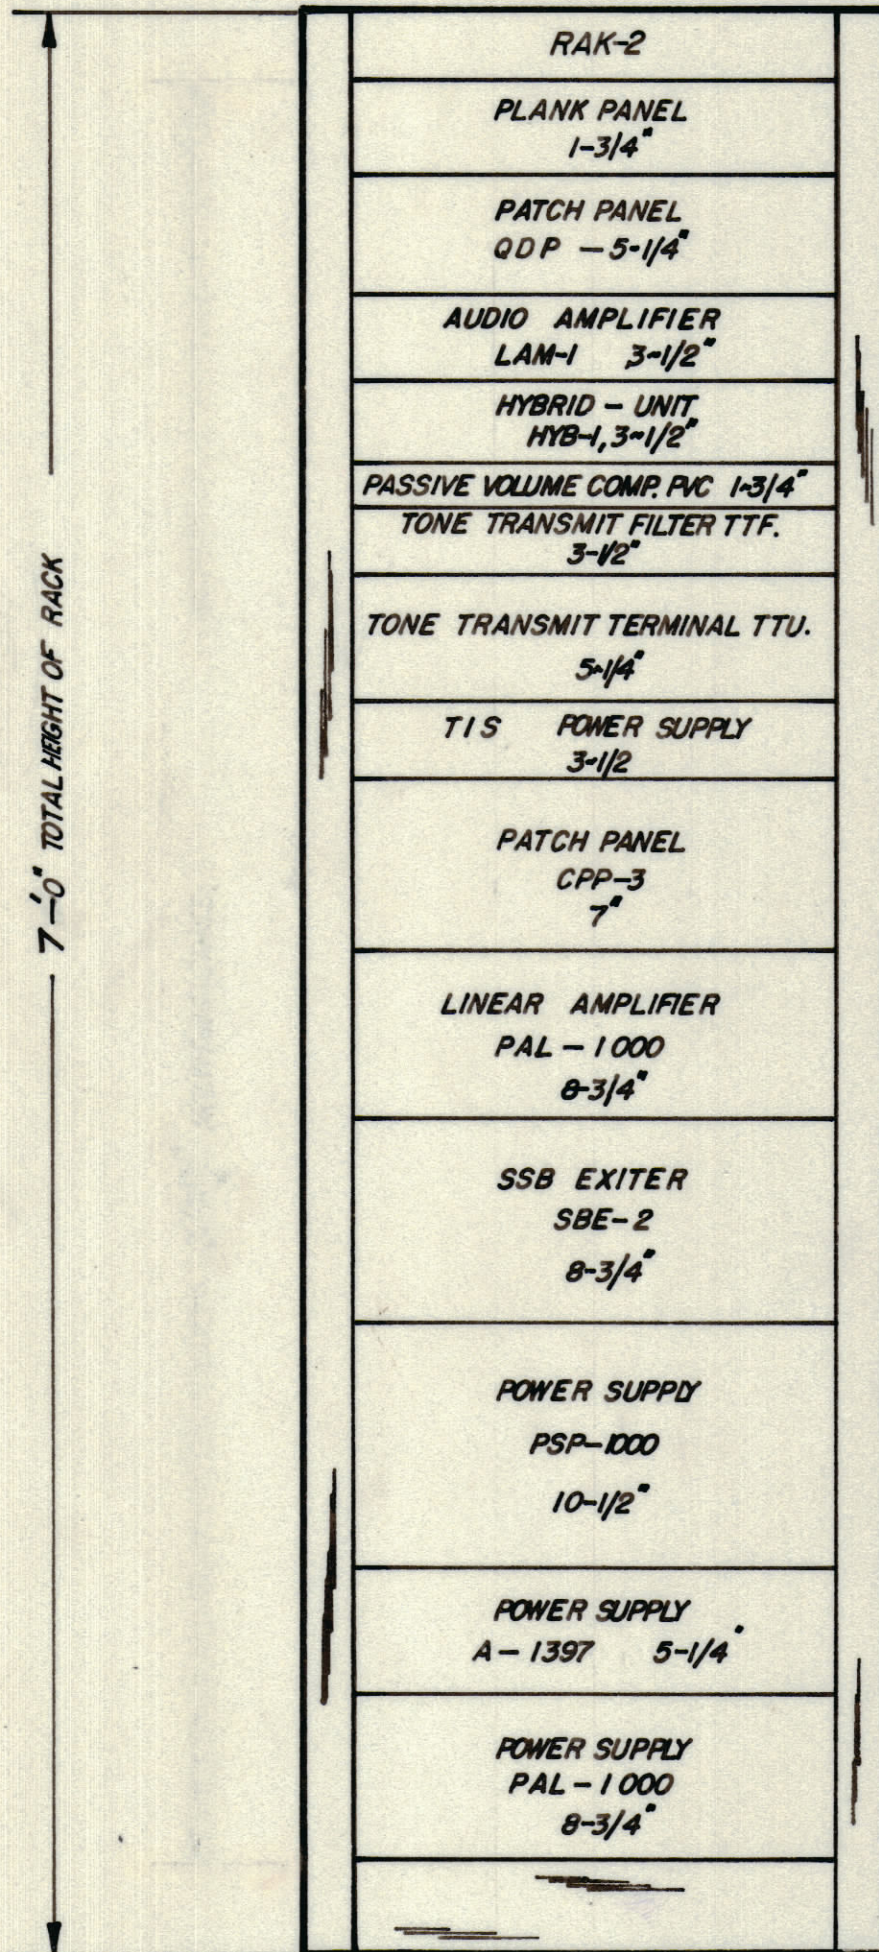 RAK-2
PLANK PANEL
1-3/4"
PATCH PANEL
QDP - 5-1/4"
AUDIO AMPLIFIER
LAM-1 3-1/2"
HYBRID - UNIT
HYB-1, 3-1/2"
PASSIVE VOLUME COMP. PVC 1-3/4"
TONE TRANSMIT FILTER TTF.
3-1/2"
TONE TRANSMIT TERMINAL TTU.
5-1/4"
TIS POWER SUPPLY
3-1/2
PATCH PANEL
CPP-3
7"
LINEAR AMPLIFIER
PAL - 1000
8-3/4"
SSB EXITER
SBE-2
8-3/4"
POWER SUPPLY
PSP-1000
10-1/2"
POWER SUPPLY
A - 1397 5-1/4"
POWER SUPPLY
PAL - 1000
8-3/4"
7'-0" TOTAL HEIGHT OF RACK